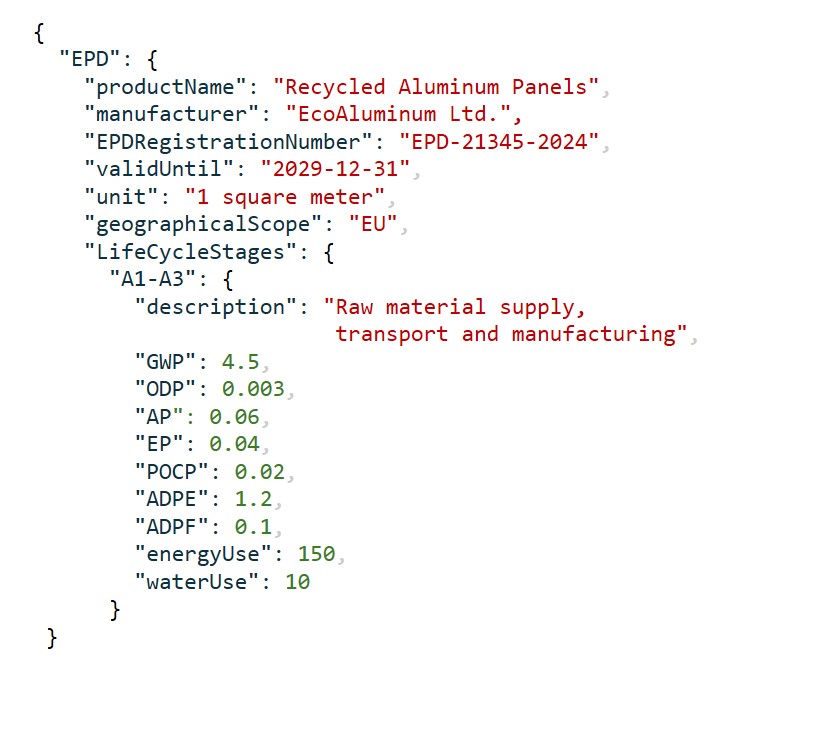 {
"EPD": {
"productName": "Recycled Aluminum Panels",
"manufacturer": "EcoAluminum Ltd.",
"EPDRegistrationNumber": "EPD-21345-2024",
"validUntil": "2029-12-31",
"unit": "1 square meter",
"geographicalScope": "EU",
"LifeCycleStages": {
"A1-A3": {
"description": "Raw material supply,
transport and manufacturing",
"GWP": 4.5,
"ODP": 0.003,
"AP": 0.06,
"EP": 0.04,
"POCP": 0.02,
"ADPE": 1.2,
"ADPF": 0.1,
"energyUse": 150,
"waterUse": 10
}
}